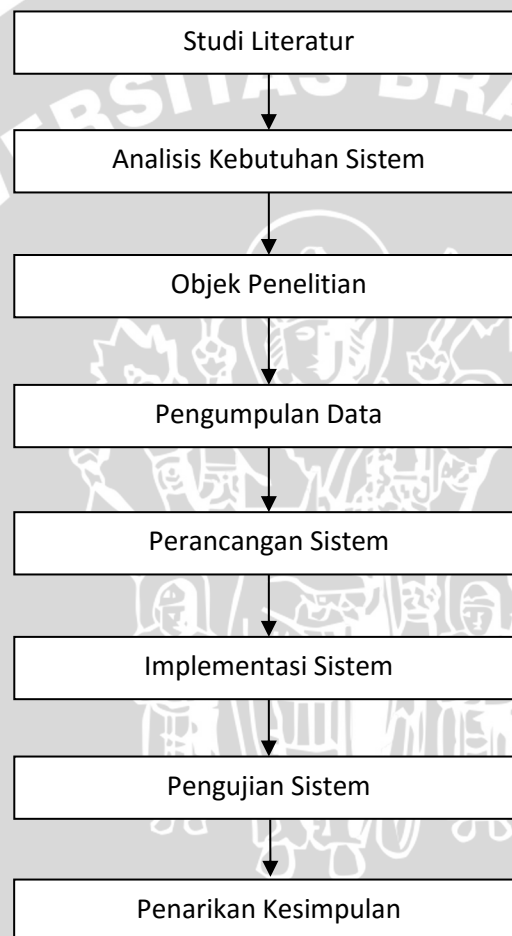 Studi Literatur
Analisis Kebutuhan Sistem
Objek Penelitian
Pengumpulan Data
Perancangan Sistem
Implementasi Sistem
Pengujian Sistem
Penarikan Kesimpulan